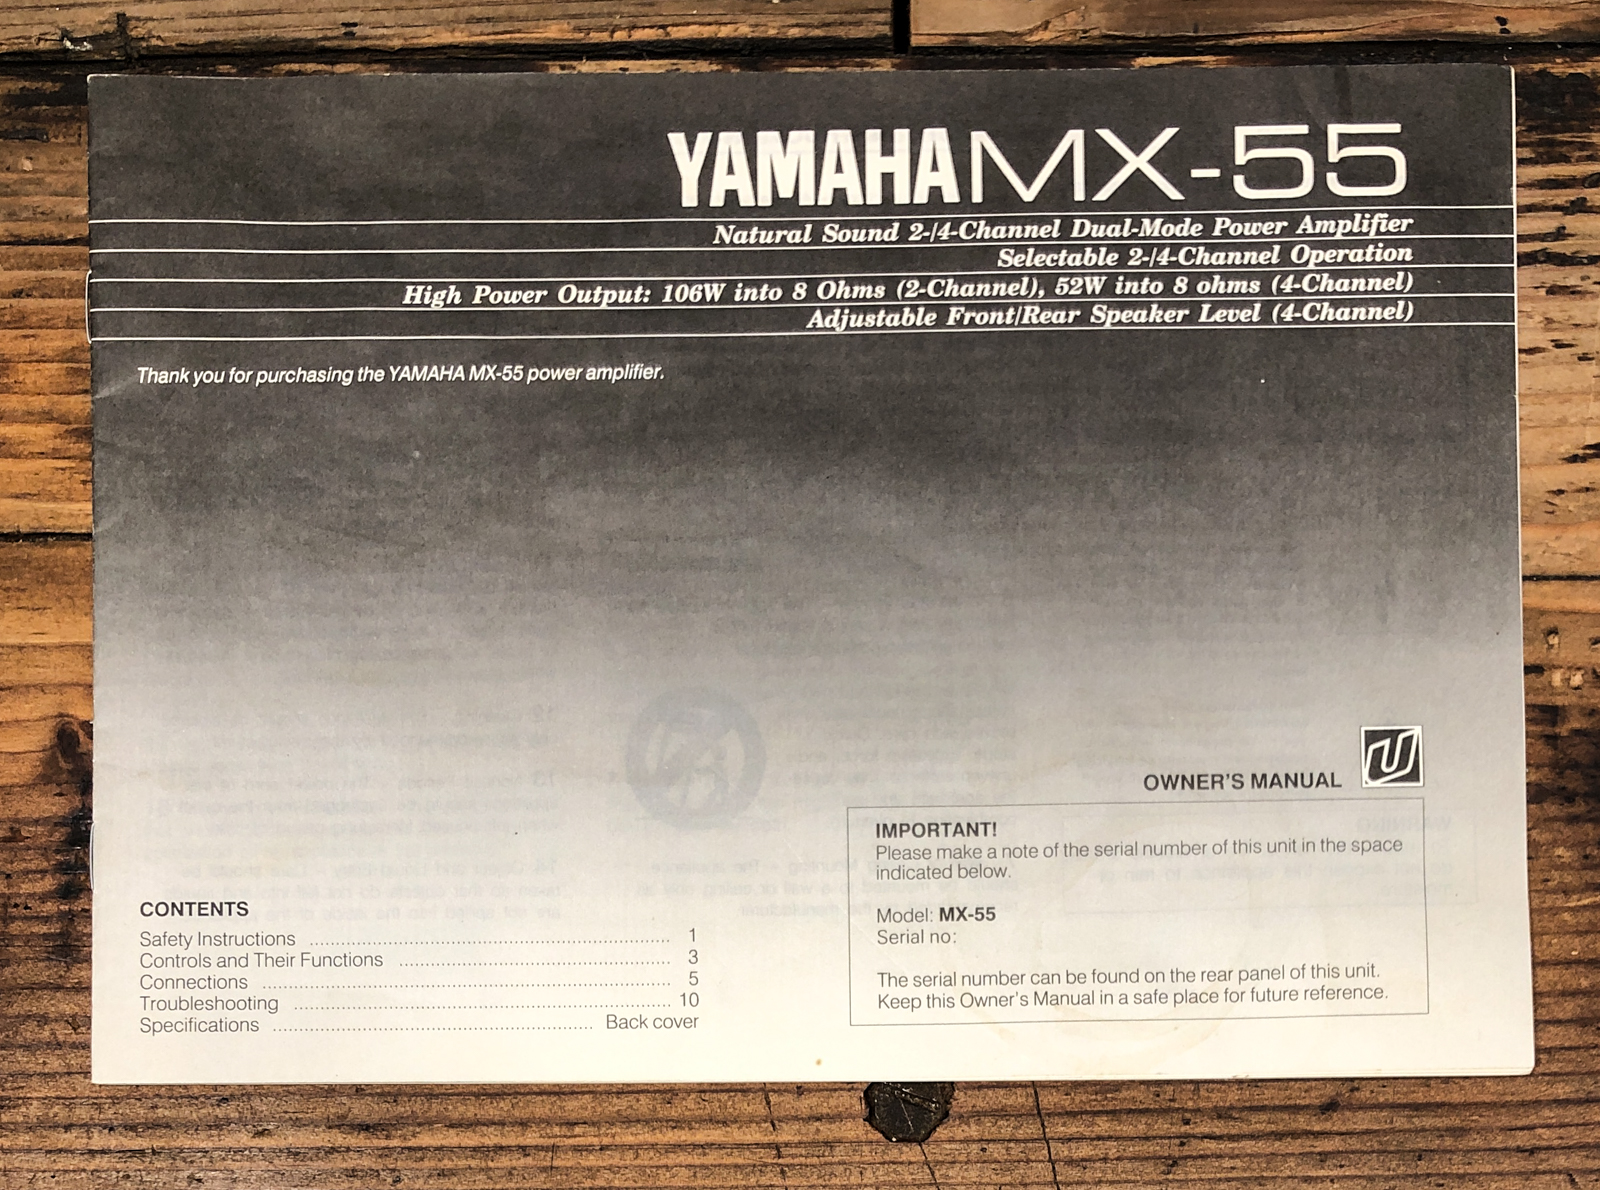 YAMAHA MX-55
Natural Sound 2-/4-Channel Dual-Mode Power Amplifier
Selectable 2-/4-Channel Operation
High Power Output: 106W into 8 Ohms (2-Channel), 52W into 8 ohms (4-Channel)
Adjustable Front/Rear Speaker Level (4-Channel)
Thank you for purchasing the YAMAHA MX-55 power amplifier.
OWNER'S MANUAL
IMPORTANT!
Please make a note of the serial number of this unit in the space
indicated below.
Model: MX-55
Serial no:
The serial number can be found on the rear panel of this unit.
Keep this Owner's Manual in a safe place for future reference.
CONTENTS
Safety Instructions ........ 1
Controls and Their Functions ........ 3
Connections ........ 5
Troubleshooting ........ 10
Specifications ........ Back cover